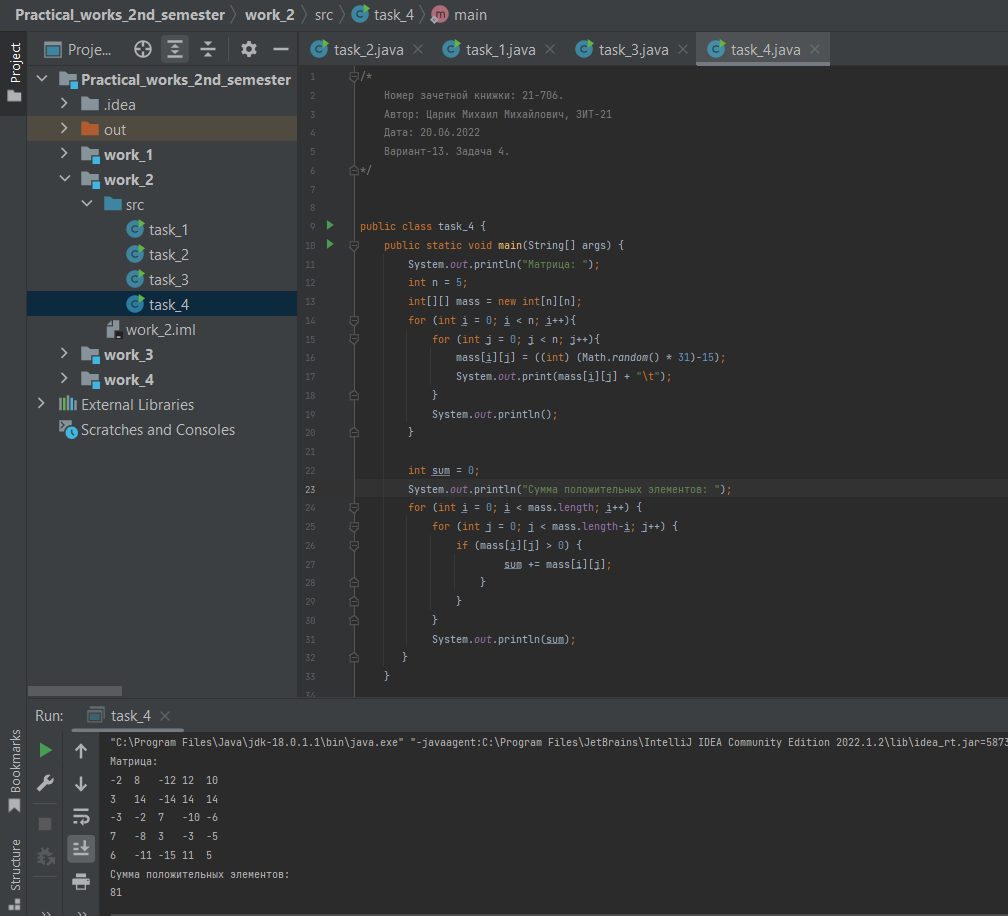 Practical_works_2nd_semester work_2 src task_4 main
Project
Proje...
task_2.java
task_1.java
task_3.java
task_4.java
Practical_works_2nd_semester
.idea
out
work_1
work_2
src
task_1
task_2
task_3
task_4
work_2.iml
work_3
work_4
External Libraries
Scratches and Consoles
1 /*
2 Номер зачетной книжки: 21-706.
3 Автор: Царик Михаил Михайлович, ЗИТ-21
4 Дата: 20.06.2022
5 Вариант-13. Задача 4.
6 */
7
8
9 public class task_4 {
10 public static void main(String[] args) {
11 System.out.println("Матрица: ");
12 int n = 5;
13 int[][] mass = new int[n][n];
14 for (int i = 0; i < n; i++){
15 for (int j = 0; j < n; j++){
16 mass[i][j] = ((int) (Math.random() * 31)-15);
17 System.out.print(mass[i][j] + "\t");
18 }
19 System.out.println();
20 }
21
22 int sum = 0;
23 System.out.println("Сумма положительных элементов: ");
24 for (int i = 0; i < mass.length; i++) {
25 for (int j = 0; j < mass.length-i; j++) {
26 if (mass[i][j] > 0) {
27 sum += mass[i][j];
28 }
29 }
30 }
31 System.out.println(sum);
32 }
33 }
34
Run: task_4
Bookmarks
Structure
"C:\Program Files\Java\jdk-18.0.1.1\bin\java.exe" "-javaagent:C:\Program Files\JetBrains\IntelliJ IDEA Community Edition 2022.1.2\lib\idea_rt.jar=5873
Матрица:
-2 8 -12 12 10
3 14 -14 14 14
-3 -2 7 -10 -6
7 -8 3 -3 -5
6 -11 -15 11 5
Сумма положительных элементов:
81